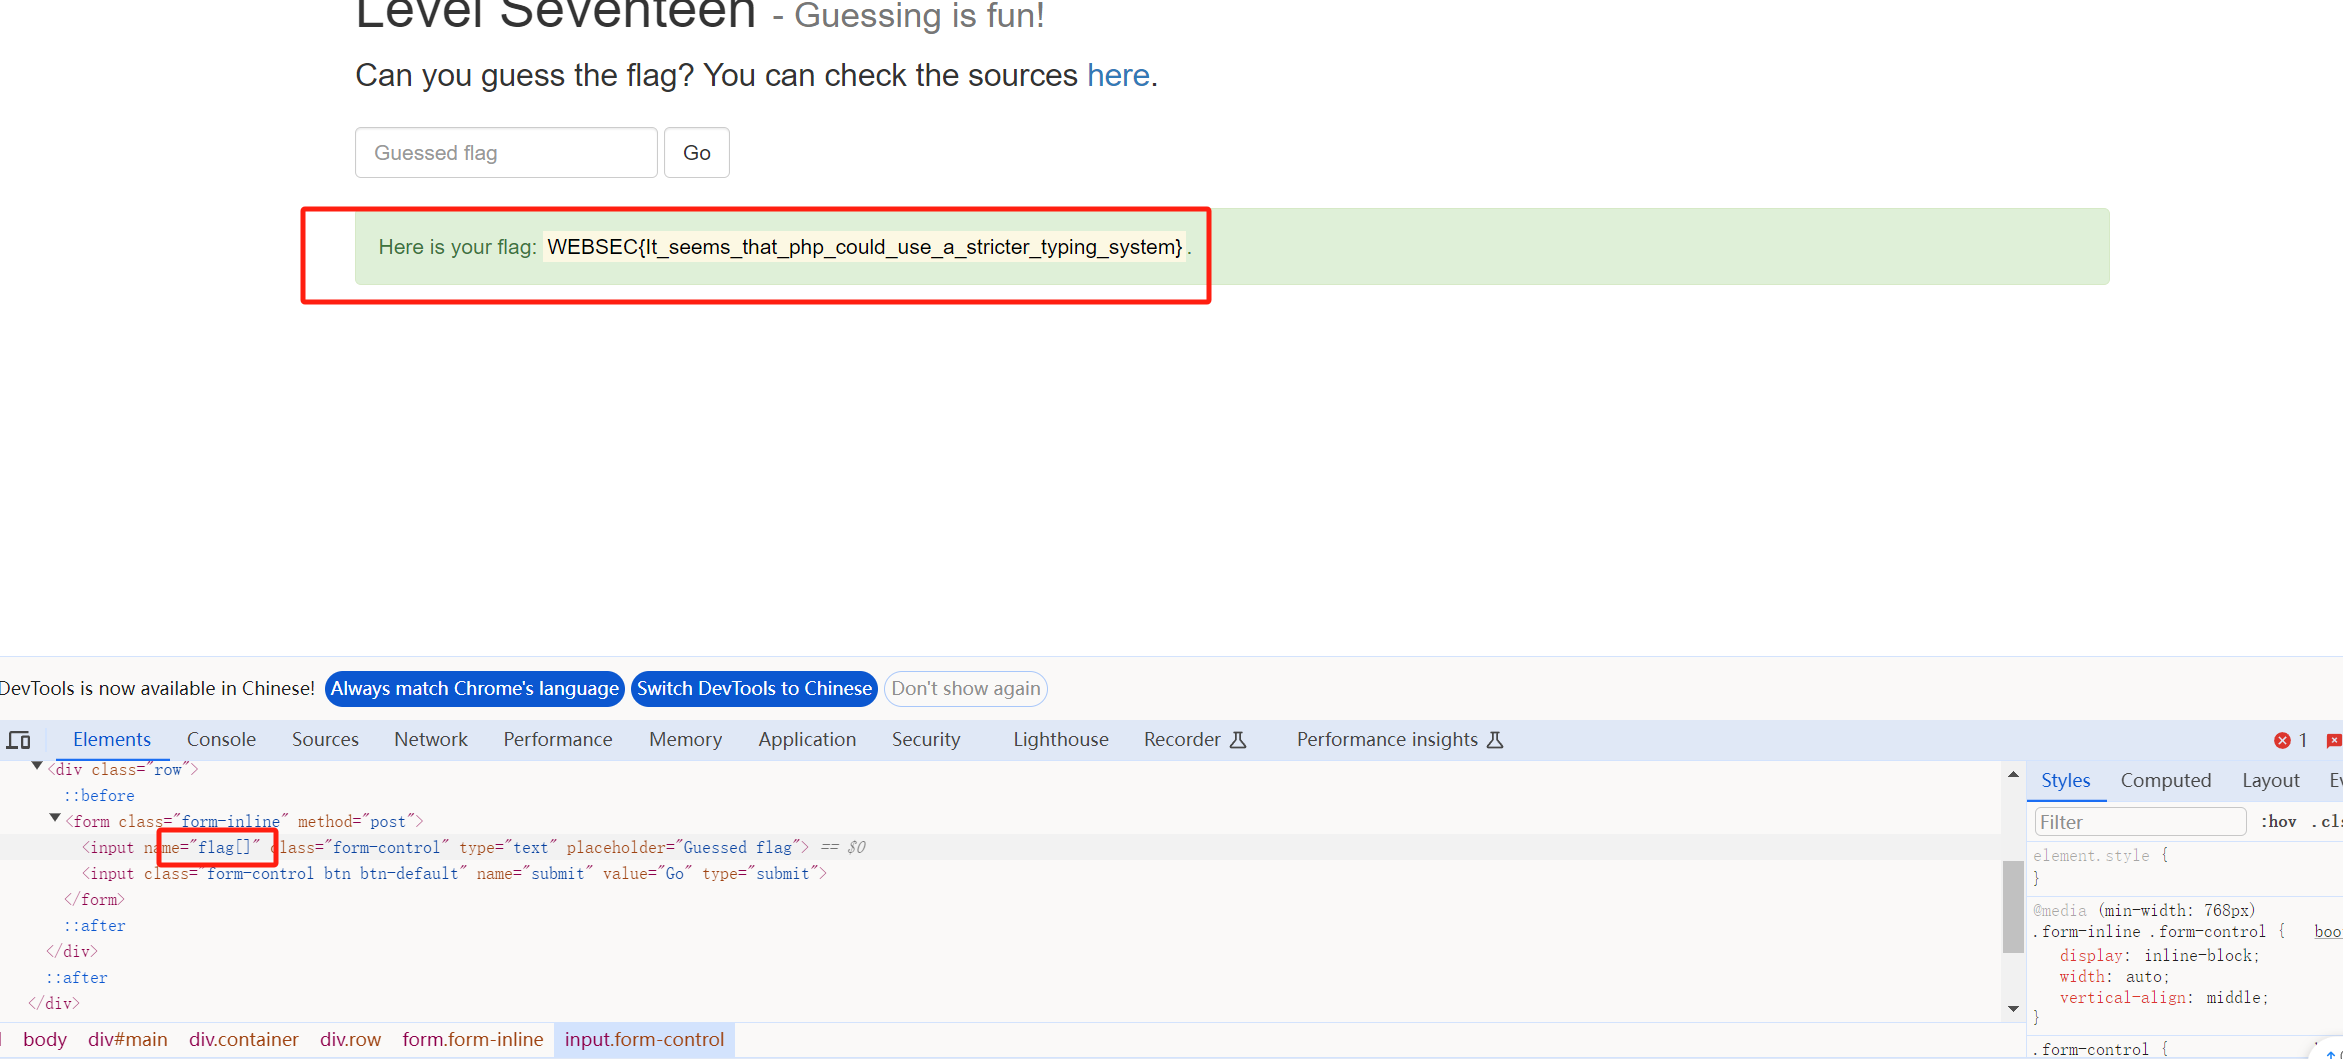 Level Seventeen - Guessing is fun!
Can you guess the flag? You can check the sources here.
Guessed flag Go
Here is your flag: WEBSEC{It_seems_that_php_could_use_a_stricter_typing_system} .
DevTools is now available in Chinese! Always match Chrome's language Switch DevTools to Chinese Don't show again
Elements Console Sources Network Performance Memory Application Security Lighthouse Recorder Performance insights 1
<div class="row">
::before
<form class="form-inline" method="post">
<input name="flag[]" class="form-control" type="text" placeholder="Guessed flag"> == $0
<input class="form-control btn btn-default" name="submit" value="Go" type="submit">
</form>
::after
</div>
::after
</div>
body div#main div.container div.row form.form-inline input.form-control
Styles Computed Layout
Filter :hov
element.style {
}
@media (min-width: 768px)
.form-inline .form-control { boo
display: inline-block;
width: auto;
vertical-align: middle;
}
.form-control {